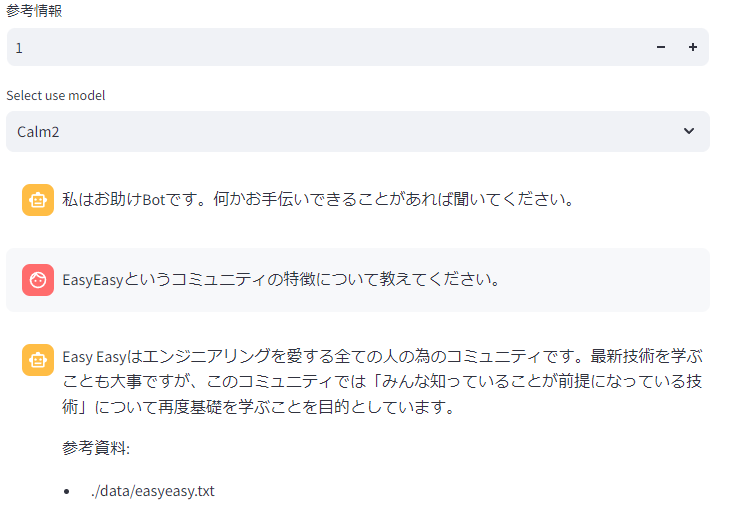 参考情報
1
Select use model
Calm2
私はお助けBotです。何かお手伝いできることがあれば聞いてください。
EasyEasyというコミュニティの特徴について教えてください。
Easy Easyはエンジニアリングを愛する全ての人の為のコミュニティです。最新技術を学ぶ
ことも大事ですが、このコミュニティでは「みんな知っていることが前提になっている技
術」について再度基礎を学ぶことを目的としています。
参考資料:
./data/easyeasy.txt